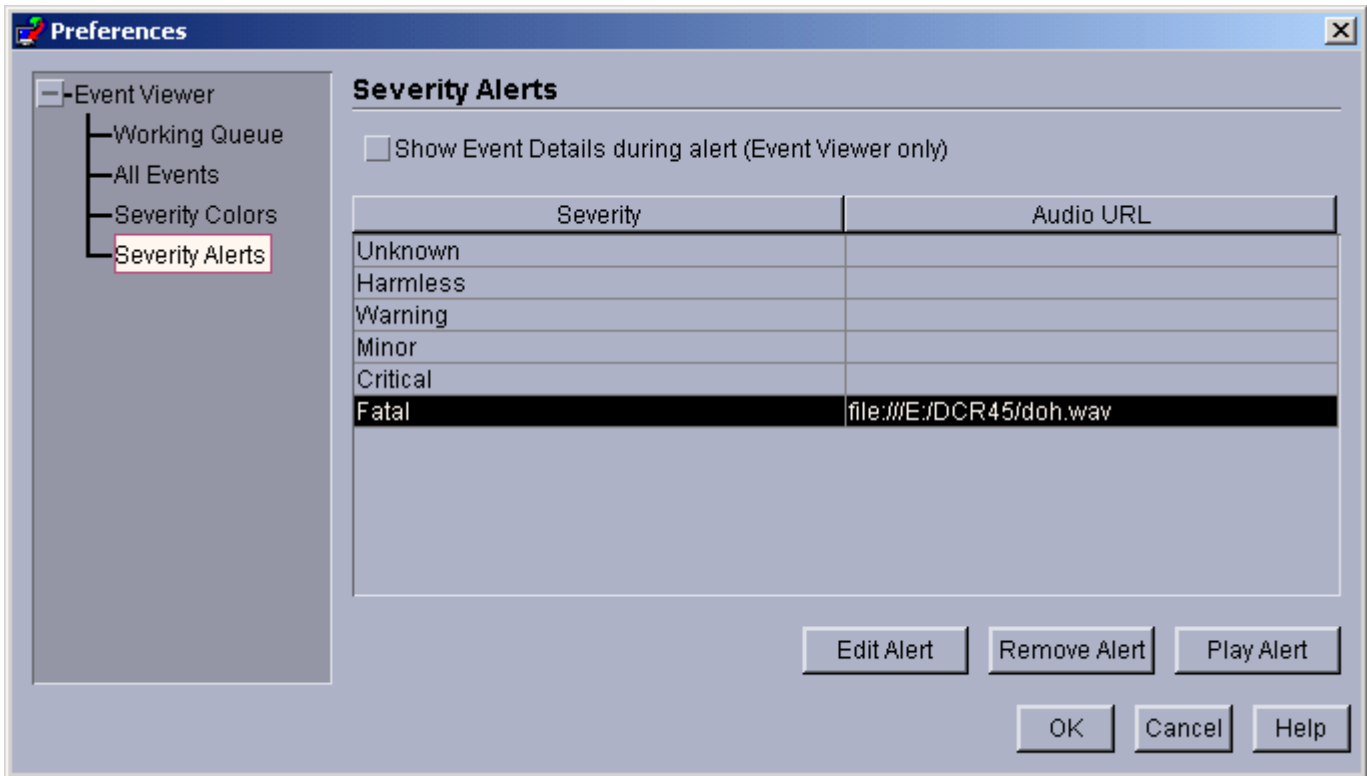 Preferences
Event Viewer
Working Queue
All Events
Severity Colors
Severity Alerts
Severity Alerts
Show Event Details during alert (Event Viewer only)
Severity Audio URL
Unknown
Harmless
Warning
Minor
Critical
Fatal file:///E:/DCR45/doh.wav
Edit Alert Remove Alert Play Alert
OK Cancel Help